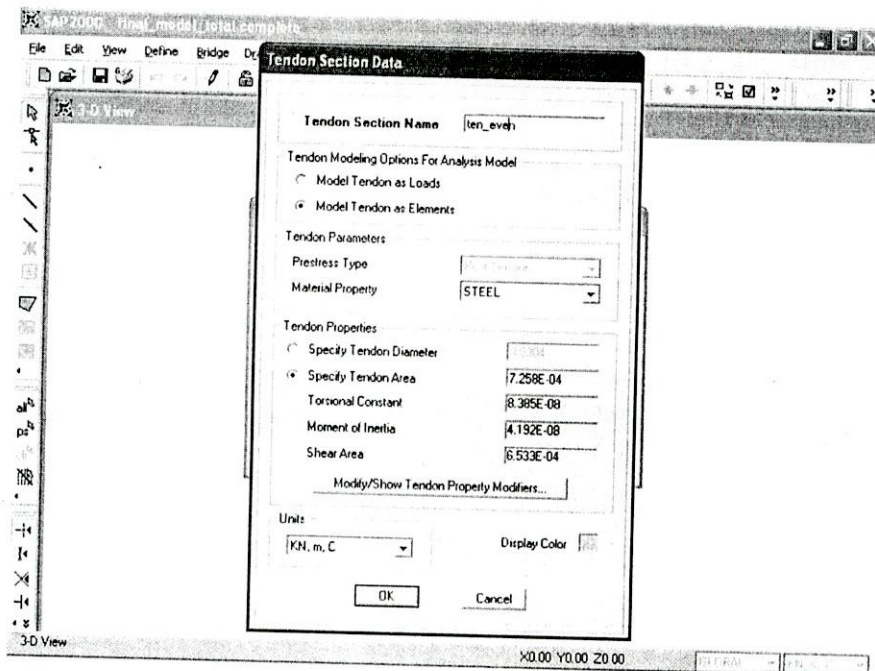 SAP2000 - final_model_total complete
File Edit View Define Bridge
3-D View
Tendon Section Data
Tendon Section Name ten_even
Tendon Modeling Options For Analysis Model
Model Tendon as Loads
Model Tendon as Elements
Tendon Parameters
Prestress Type
Material Property STEEL
Tendon Properties
Specify Tendon Diameter
Specify Tendon Area 7.258E-04
Torsional Constant 8.385E-08
Moment of Inertia 4.192E-08
Shear Area 6.533E-04
Modify/Show Tendon Property Modifiers...
Units
KN, m, C Display Color
OK Cancel
all
ps
3-D View X0.00 Y0.00 Z0.00 GLOBAL